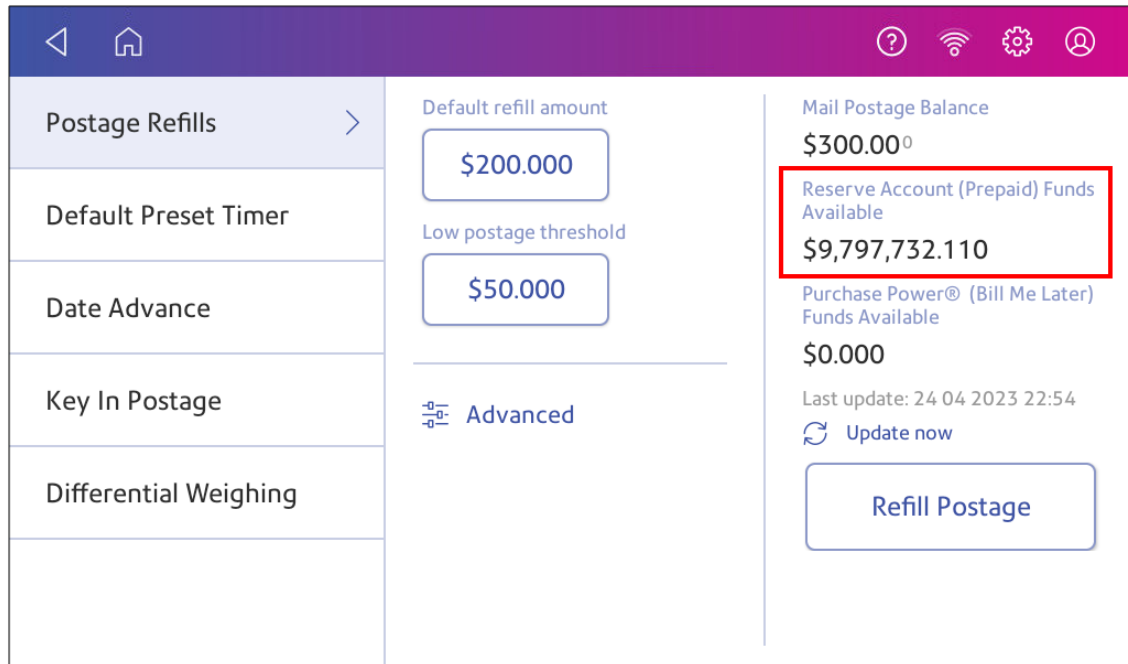 Postage Refills
Default Preset Timer
Date Advance
Key In Postage
Differential Weighing
Default refill amount
$200.000
Low postage threshold
$50.000
Advanced
Mail Postage Balance
$300.000
Reserve Account (Prepaid) Funds
Available
$9,797,732.110
Purchase Power® (Bill Me Later)
Funds Available
$0.000
Last update: 24 04 2023 22:54
Update now
Refill Postage